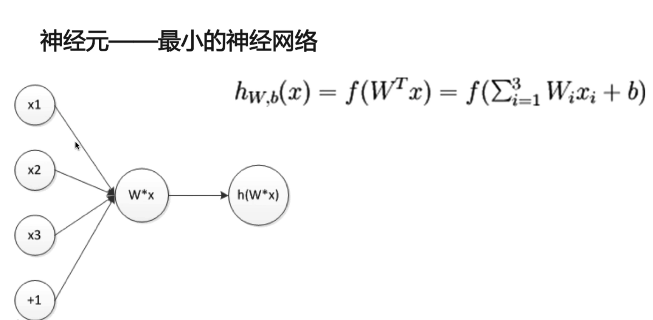 神经元——最小的神经网络
h_{W,b}(x) = f(W^T x) = f(∑_{i=1}^3 W_i x_i + b)
x1
x2
W*x
h(W*x)
x3
+1